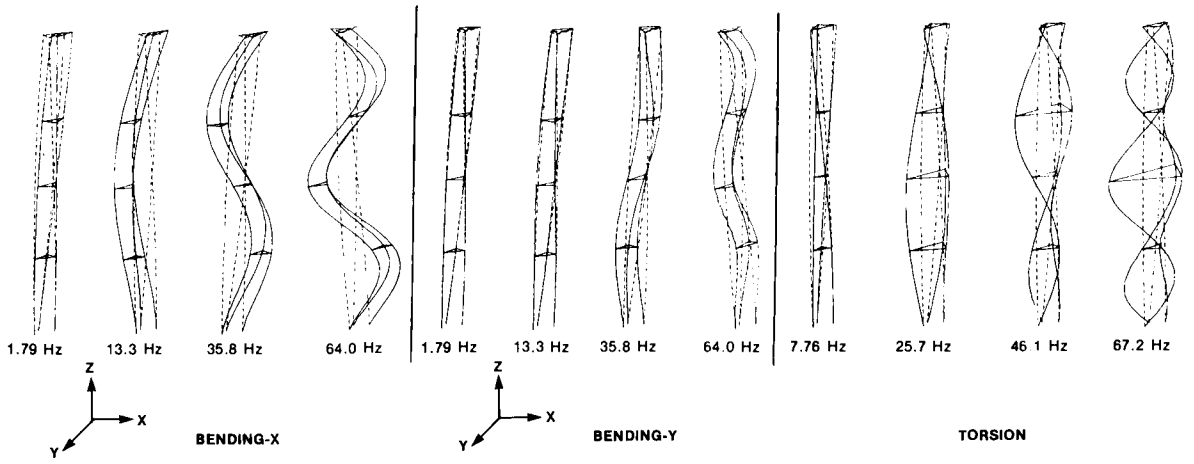 1.79 Hz 13.3 Hz 35.8 Hz 64.0 Hz 1.79 Hz 13.3 Hz 35.8 Hz 64.0 Hz 7.76 Hz 25.7 Hz 46.1 Hz 67.2 Hz
Z Z
X X
Y Y
BENDING-X BENDING-Y TORSION